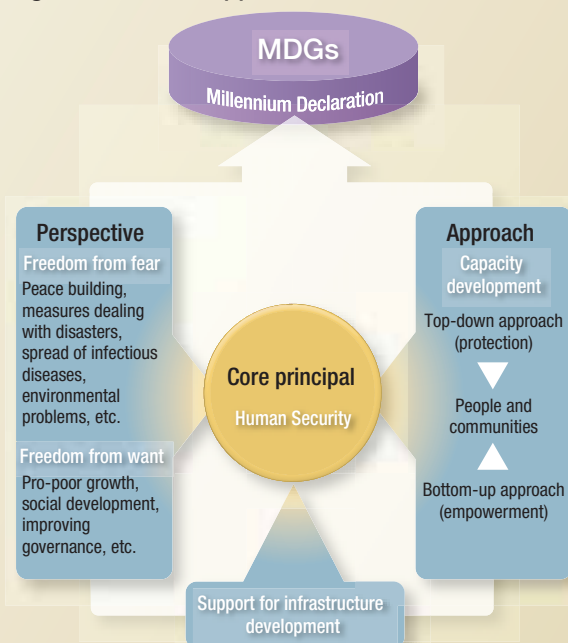 MDGs
Millennium Declaration
Perspective
Freedom from fear
Peace building,
measures dealing
with disasters,
spread of infectious
diseases,
environmental
problems, etc.
Freedom from want
Pro-poor growth,
social development,
improving
governance, etc.
Core principal
Human Security
Approach
Capacity
development
Top-down approach
(protection)
People and
communities
Bottom-up approach
(empowerment)
Support for infrastructure
development